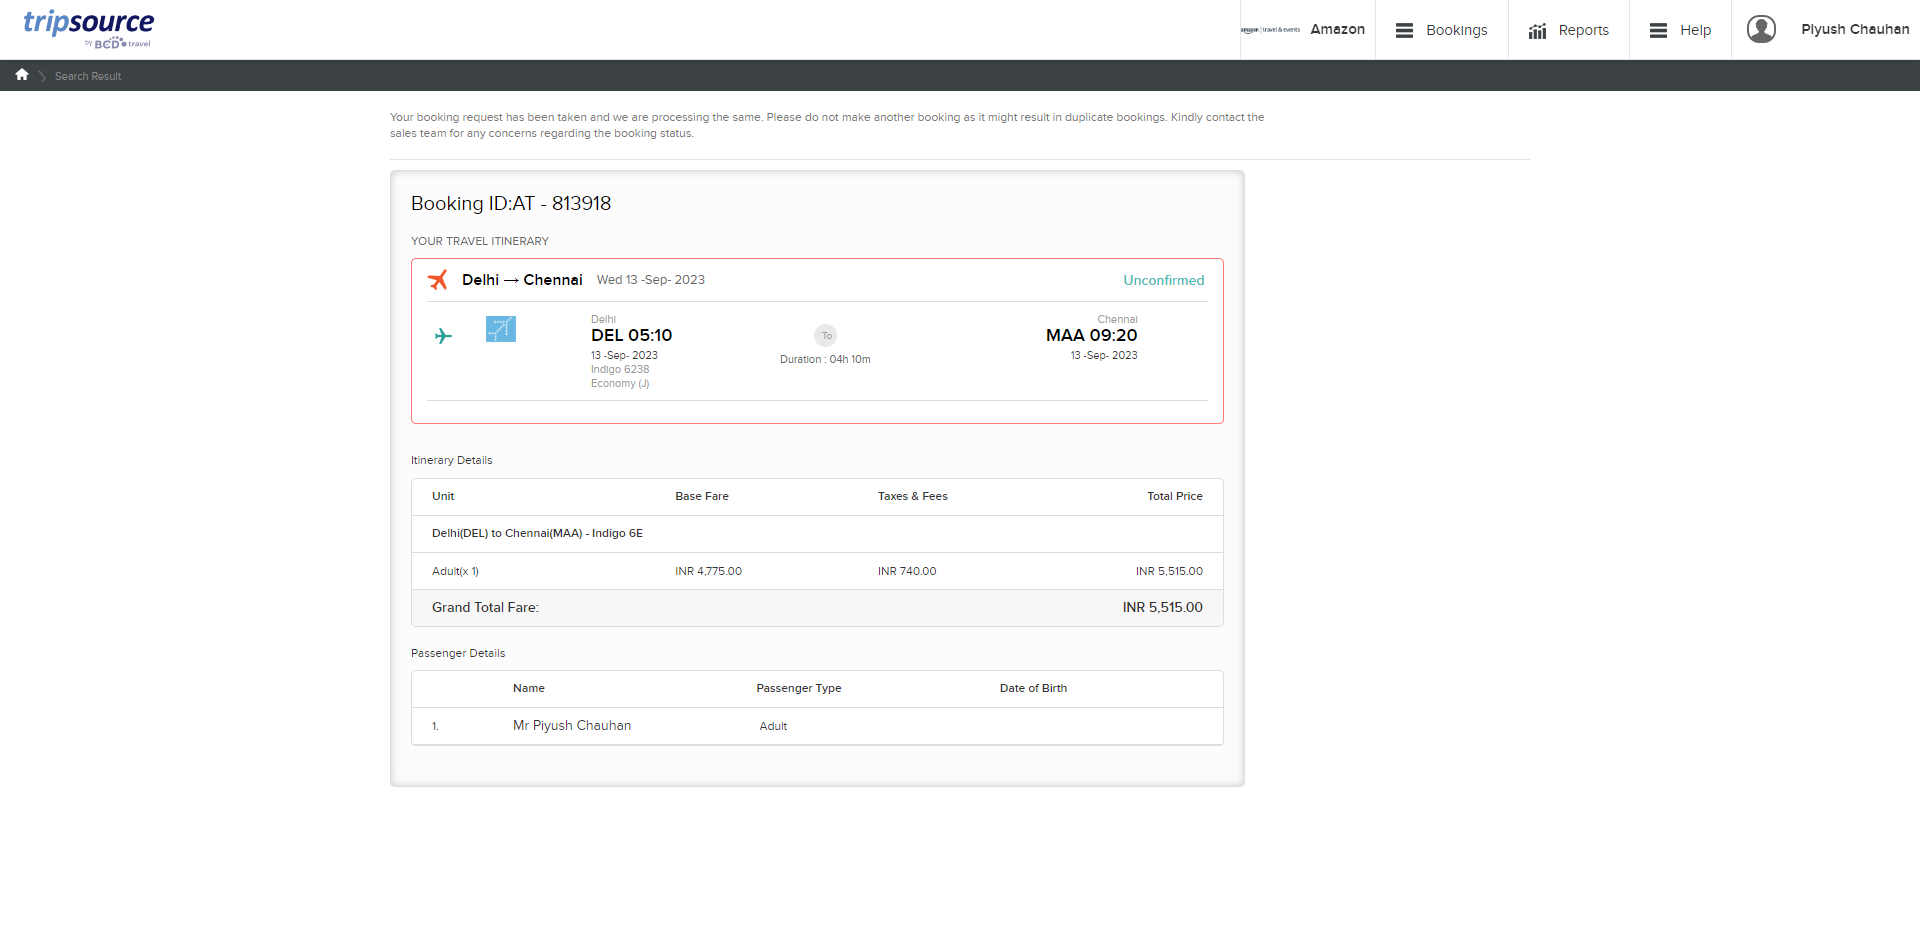 tripsource
by BCD travel
amazon | travel & events
Amazon
Bookings
Reports
Help
Piyush Chauhan
Search Result
Your booking request has been taken and we are processing the same. Please do not make another booking as it might result in duplicate bookings. Kindly contact the
sales team for any concerns regarding the booking status.
Booking ID:AT - 813918
YOUR TRAVEL ITINERARY
Delhi → Chennai Wed 13 -Sep- 2023 Unconfirmed
Delhi
DEL 05:10
13 -Sep- 2023
Indigo 6238
Economy (J)
To
Duration : 04h 10m
Chennai
MAA 09:20
13 -Sep- 2023
Itinerary Details
Unit Base Fare Taxes & Fees Total Price
Delhi(DEL) to Chennai(MAA) - Indigo 6E
Adult(x 1) INR 4,775.00 INR 740.00 INR 5,515.00
Grand Total Fare: INR 5,515.00
Passenger Details
Name Passenger Type Date of Birth
1. Mr Piyush Chauhan Adult